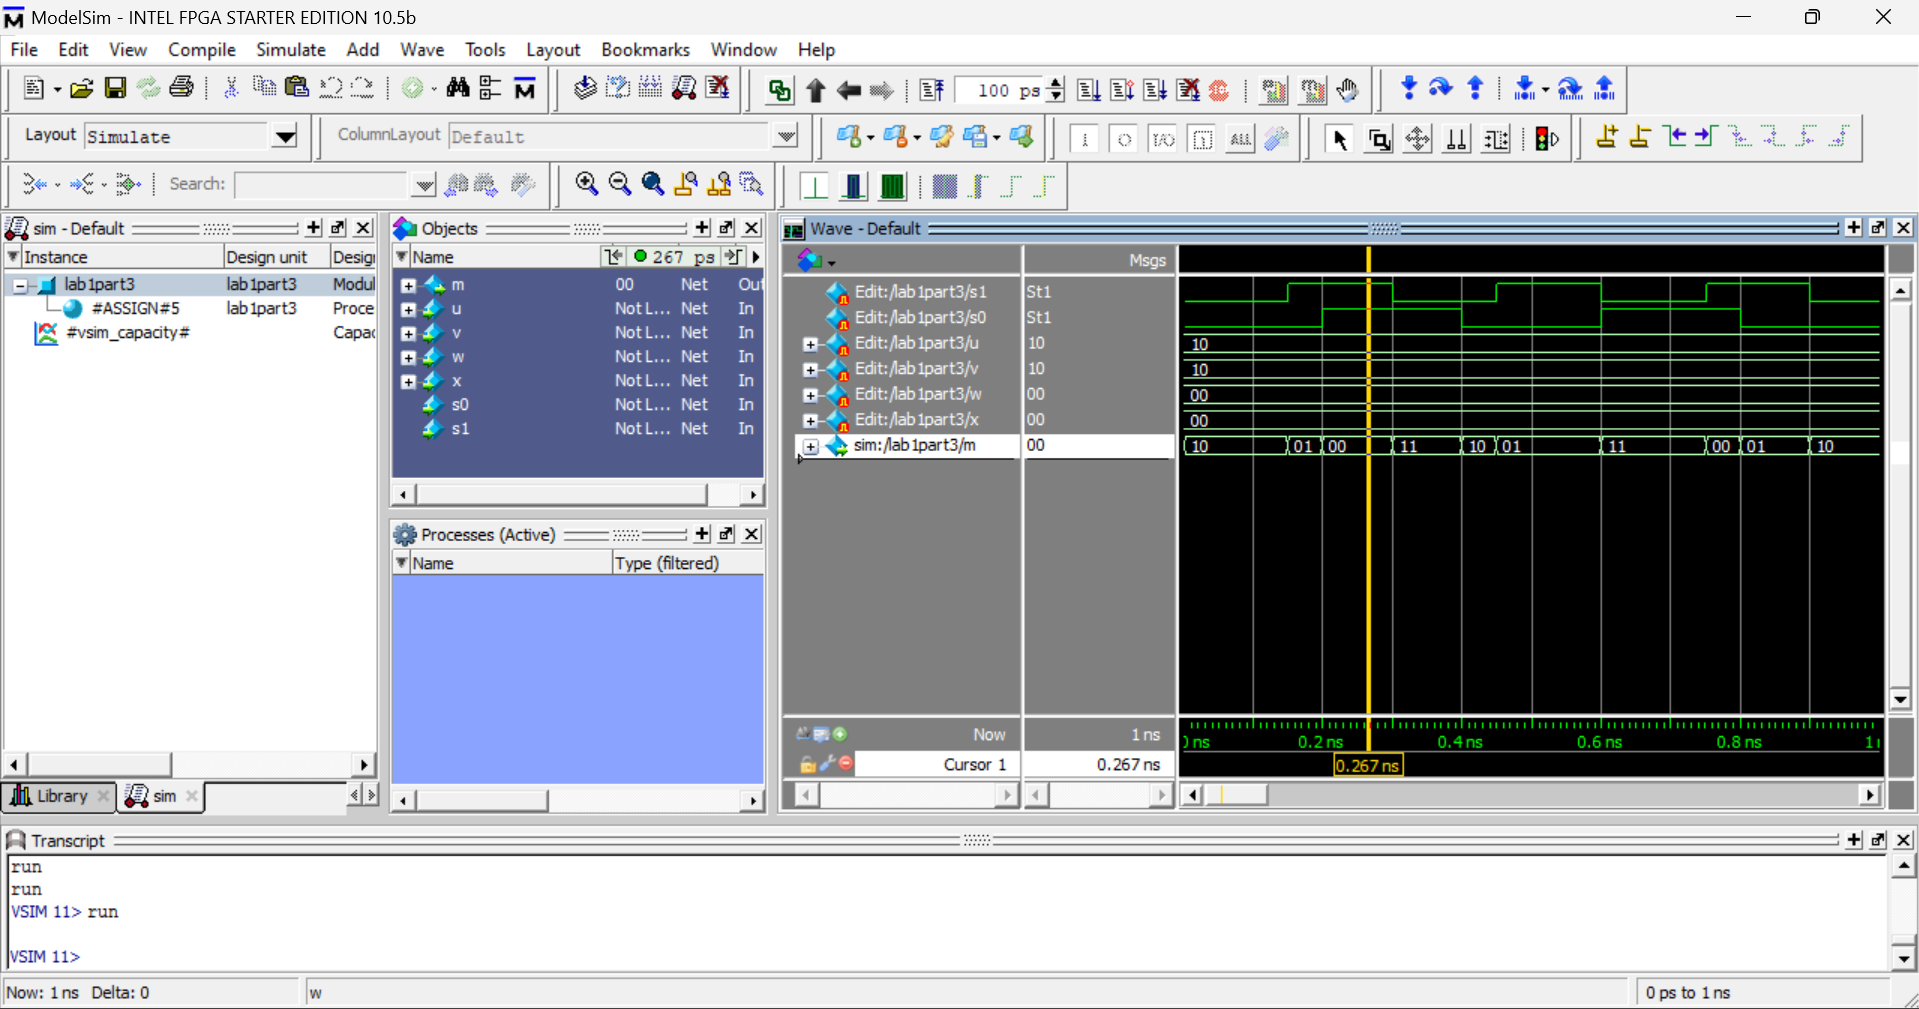 ModelSim - INTEL FPGA STARTER EDITION 10.5b
File Edit View Compile Simulate Add Wave Tools Layout Bookmarks Window Help
100 ps
Layout Simulate
ColumnLayout Default
ALL
Search:
sim - Default
Instance Design unit Desigr
lab1part3 lab1part3 Modul
#ASSIGN#5 lab1part3 Proce
#vsim_capacity# Capac
Library
sim
Objects
Name 267 ps
m 00 Net Out
u Not L... Net In
v Not L... Net In
w Not L... Net In
x Not L... Net In
s0 Not L... Net In
s1 Not L... Net In
Processes (Active)
Name Type (filtered)
Wave - Default
Msgs
Edit:/lab1part3/s1 St1
Edit:/lab1part3/s0 St1
Edit:/lab1part3/u 10 10
Edit:/lab1part3/v 10 10
Edit:/lab1part3/w 00 00
Edit:/lab1part3/x 00 00
sim:/lab1part3/m 00 10 01 00 11 10 01 11 00 01 10
Now 1 ns
ns 0.2 ns 0.4 ns 0.6 ns 0.8 ns 1
Cursor 1 0.267 ns 0.267 ns
Transcript
run
run
VSIM 11> run
VSIM 11>
Now: 1 ns Delta: 0
w
0 ps to 1 ns